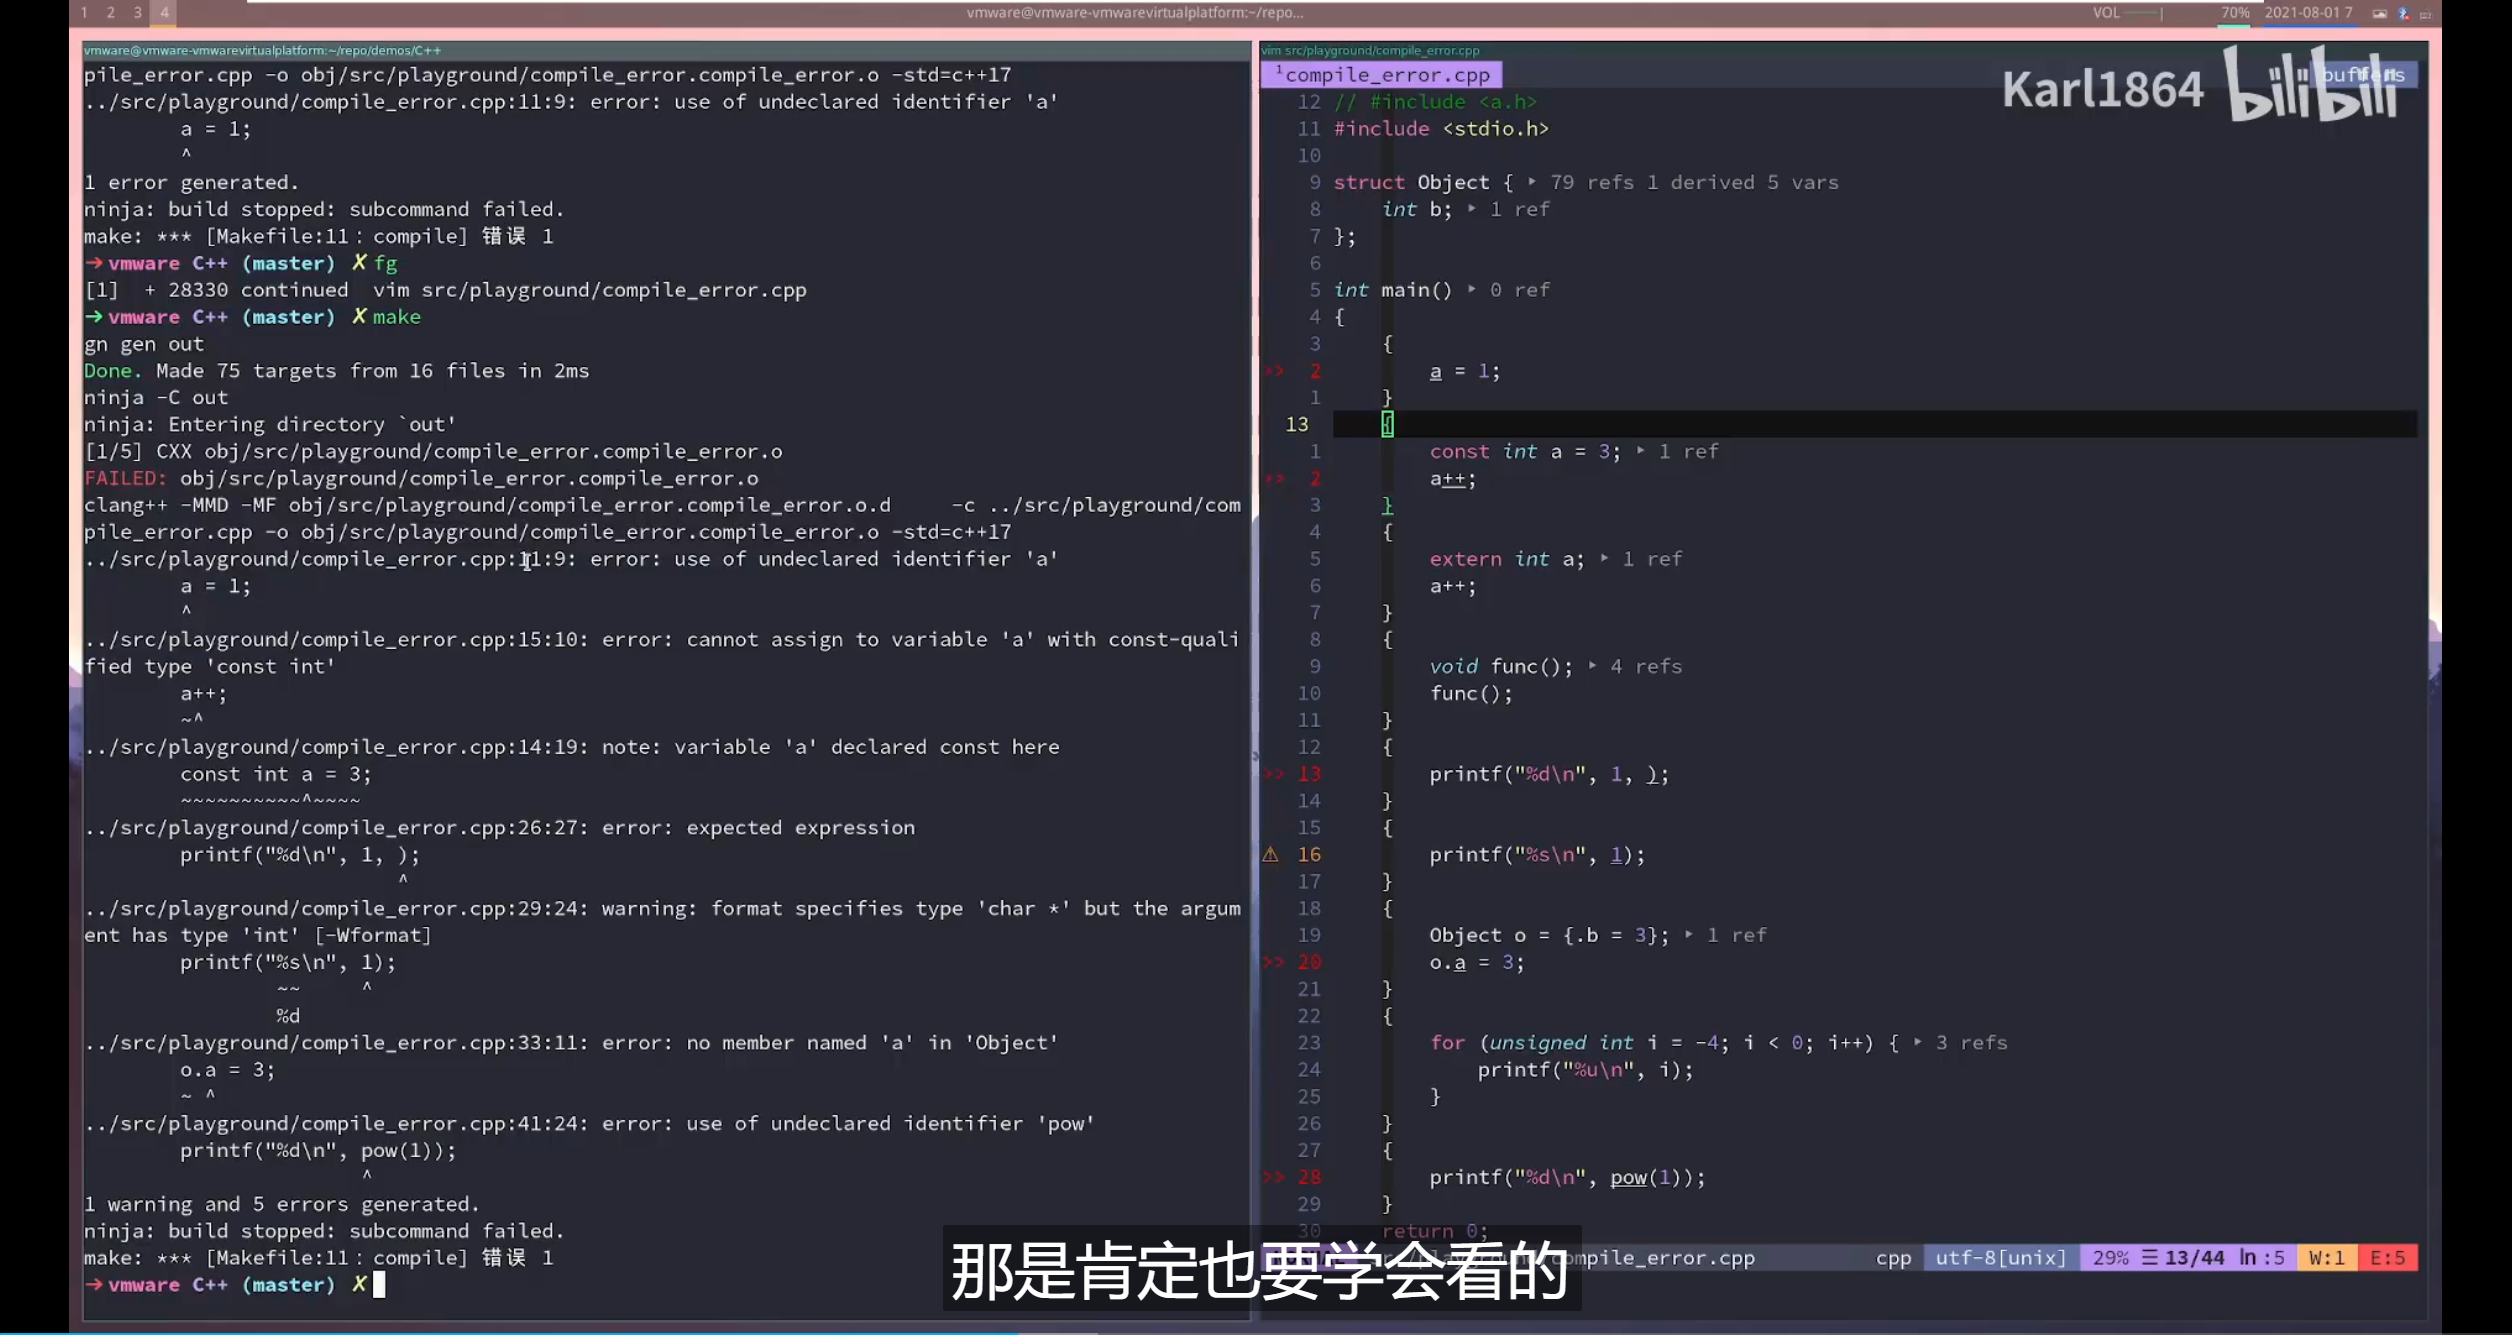 1 2 3 4
vmware@vmware-vmwarevirtualplatform:~/repo...
VOL
70%
2021-08-01 7
vmware@vmware-vmwarevirtualplatform:~/repo/demos/C++
pile_error.cpp -o obj/src/playground/compile_error.compile_error.o -std=c++17
../src/playground/compile_error.cpp:11:9: error: use of undeclared identifier 'a'
a = 1;
^
1 error generated.
ninja: build stopped: subcommand failed.
make: *** [Makefile:11：compile] 错误 1
→ vmware C++ (master) ✗ fg
[1]  + 28330 continued  vim src/playground/compile_error.cpp
→ vmware C++ (master) ✗ make
gn gen out
Done. Made 75 targets from 16 files in 2ms
ninja -C out
ninja: Entering directory `out'
[1/5] CXX obj/src/playground/compile_error.compile_error.o
FAILED: obj/src/playground/compile_error.compile_error.o
clang++ -MMD -MF obj/src/playground/compile_error.compile_error.o.d     -c ../src/playground/com
pile_error.cpp -o obj/src/playground/compile_error.compile_error.o -std=c++17
../src/playground/compile_error.cpp:11:9: error: use of undeclared identifier 'a'
a = 1;
^
../src/playground/compile_error.cpp:15:10: error: cannot assign to variable 'a' with const-quali
fied type 'const int'
a++;
~^
../src/playground/compile_error.cpp:14:19: note: variable 'a' declared const here
const int a = 3;
~~~~~~~~~~^~~~~
../src/playground/compile_error.cpp:26:27: error: expected expression
printf("%d\n", 1, );
^
../src/playground/compile_error.cpp:29:24: warning: format specifies type 'char *' but the argum
ent has type 'int' [-Wformat]
printf("%s\n", 1);
~~     ^
%d
../src/playground/compile_error.cpp:33:11: error: no member named 'a' in 'Object'
o.a = 3;
~ ^
../src/playground/compile_error.cpp:41:24: error: use of undeclared identifier 'pow'
printf("%d\n", pow(1));
^
1 warning and 5 errors generated.
ninja: build stopped: subcommand failed.
make: *** [Makefile:11：compile] 错误 1
→ vmware C++ (master) ✗
vim src/playground/compile_error.cpp
1compile_error.cpp
buffers
Karl1864 bilibili
12 // #include <a.h>
11 #include <stdio.h>
10
9 struct Object { ‣ 79 refs 1 derived 5 vars
8 int b; ‣ 1 ref
7 };
6
5 int main() ‣ 0 ref
4 {
3 {
>> 2 a = 1;
1 }
13 {
1 const int a = 3; ‣ 1 ref
>> 2 a++;
3 }
4 {
5 extern int a; ‣ 1 ref
6 a++;
7 }
8 {
9 void func(); ‣ 4 refs
10 func();
11 }
12 {
>> 13 printf("%d\n", 1, );
14 }
15 {
⚠ 16 printf("%s\n", 1);
17 }
18 {
19 Object o = {.b = 3}; ‣ 1 ref
>> 20 o.a = 3;
21 }
22 {
23 for (unsigned int i = -4; i < 0; i++) { ‣ 3 refs
24 printf("%u\n", i);
25 }
26 }
27 {
>> 28 printf("%d\n", pow(1));
29 }
30 return 0;
compile_error.cpp
cpp
utf-8[unix]
29% ☰ 13/44 ln :5
W:1
E:5
那是肯定也要学会看的